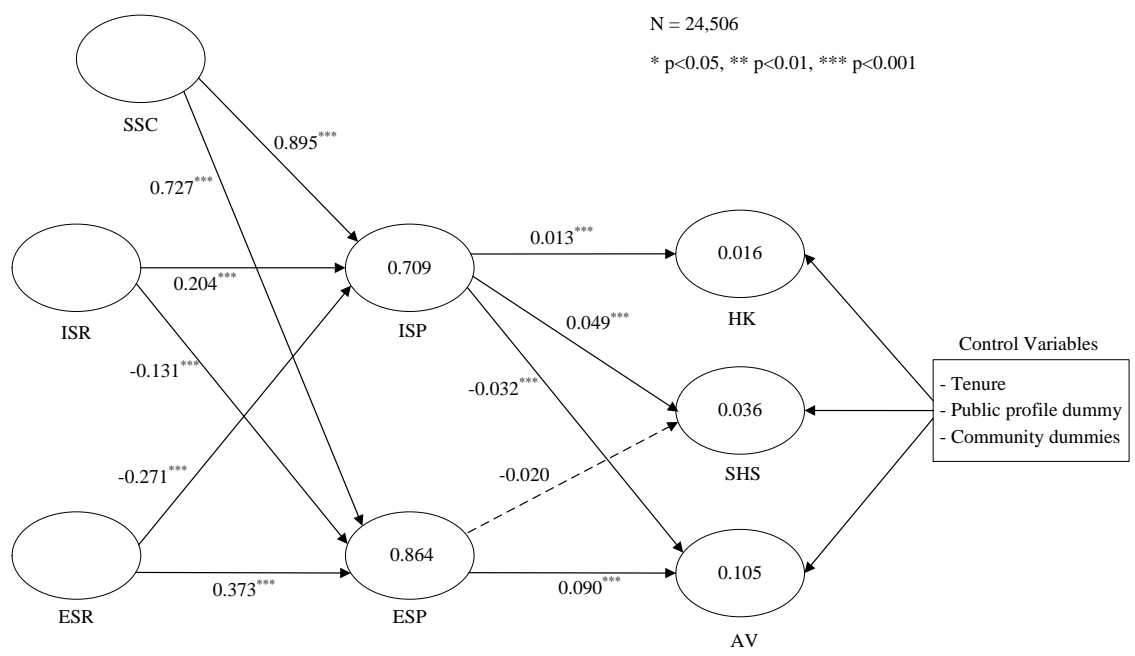 N = 24,506
* p<0.05, ** p<0.01, *** p<0.001
SSC
0.895***
0.727***
ISR
0.204***
-0.131***
-0.271***
ESR
0.373***
0.709
ISP
0.013***
0.049***
-0.032***
-0.020
0.864
ESP
0.090***
0.016
HK
0.036
SHS
0.105
AV
Control Variables
- Tenure
- Public profile dummy
- Community dummies